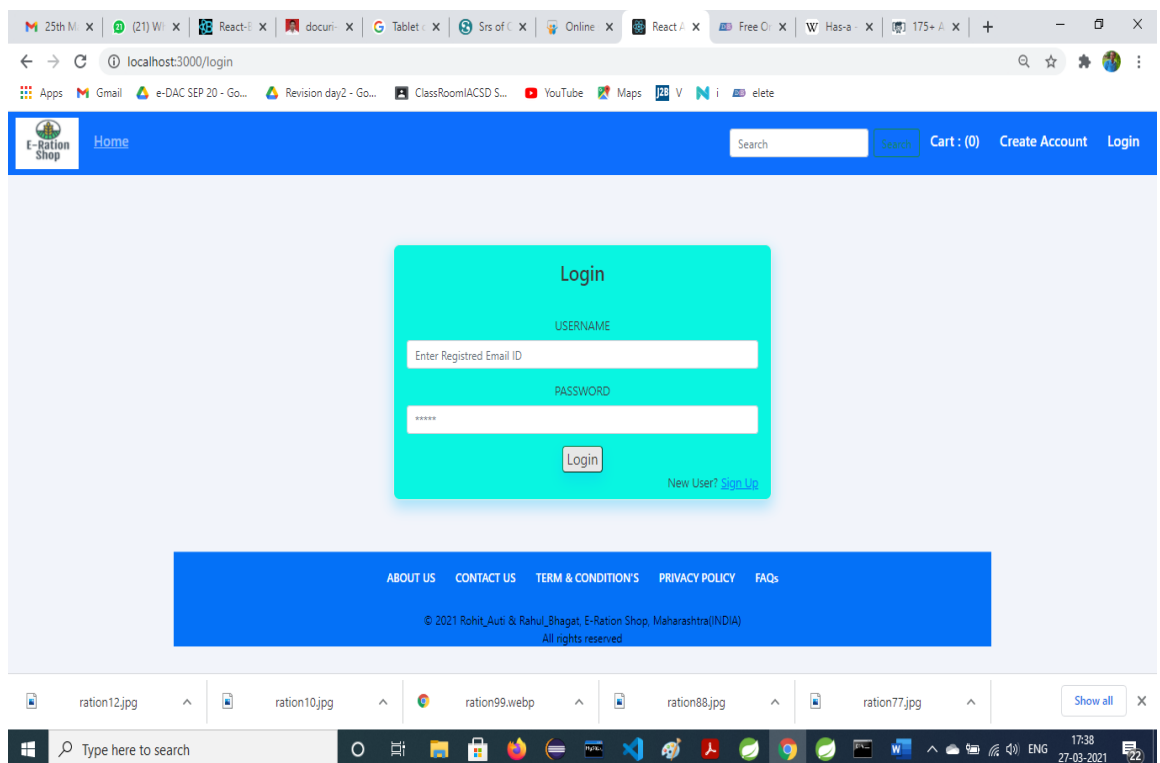 25th M
(21) W
React-E
docuri-
Tablet c
Srs of C
Online
React A
Free O
Has-a -
175+ A
localhost:3000/login
Apps Gmail e-DAC SEP 20 - Go... Revision day2 - Go... ClassRoomIACSD S... YouTube Maps V i elete
E-Ration
Shop
Home
Search
Search
Cart : (0)
Create Account
Login
Login
USERNAME
Enter Registred Email ID
PASSWORD
*****
Login
New User? Sign Up
ABOUT US CONTACT US TERM & CONDITION'S PRIVACY POLICY FAQs
© 2021 Rohit_Auti & Rahul_Bhagat, E-Ration Shop, Maharashtra(INDIA)
All rights reserved
ration12.jpg ration10.jpg ration99.webp ration88.jpg ration77.jpg Show all
Type here to search
ENG
17:38
27-03-2021
22